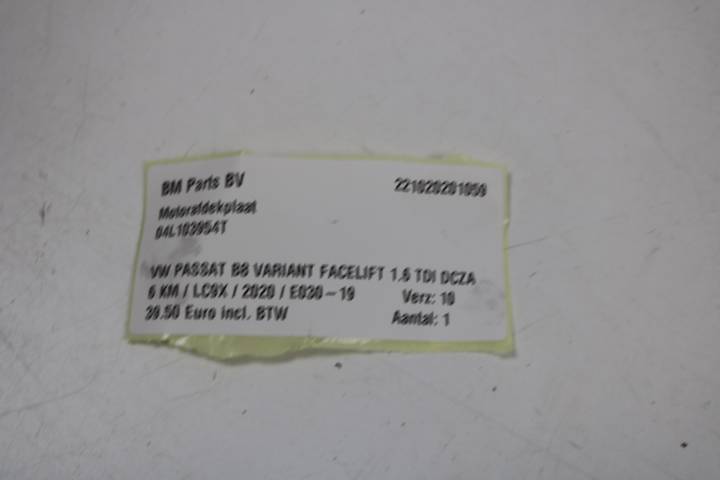 BM Parts BV 221020201059
Motorafdekplaat
04L103954T
VW PASSAT B8 VARIANT FACELIFT 1.6 TDI DCZA
6 KM / LC9X / 2020 / E030-19 Verz: 10
39.50 Euro incl. BTW Aantal: 1